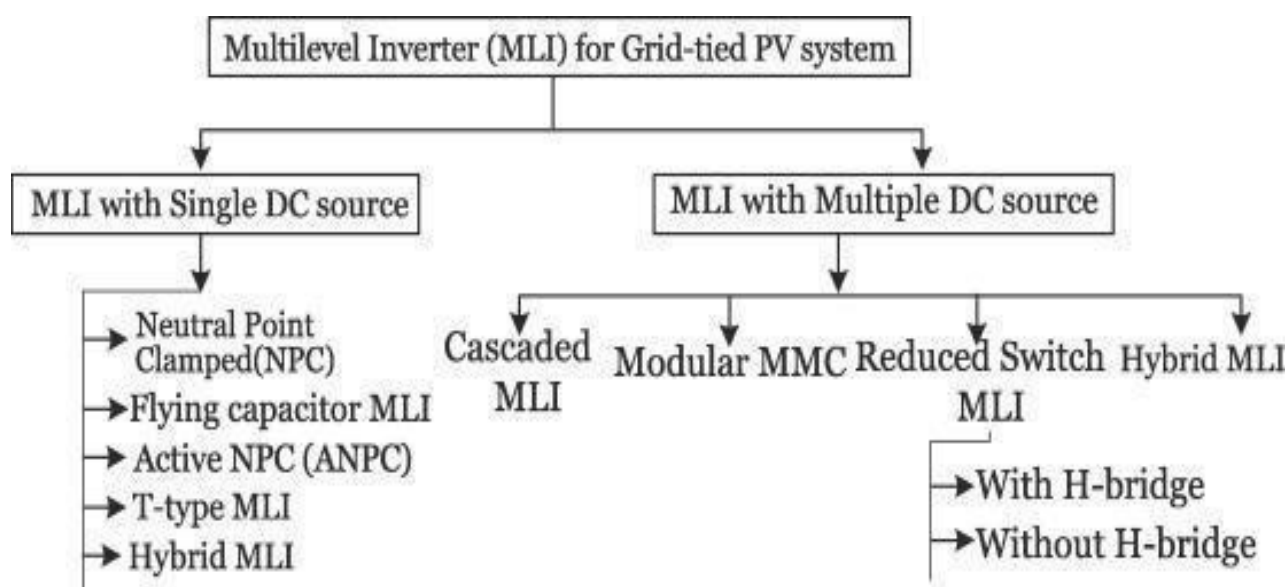 Multilevel Inverter (MLI) for Grid-tied PV system
MLI with Single DC source
MLI with Multiple DC source
Neutral Point
Clamped(NPC)
Flying capacitor MLI
Active NPC (ANPC)
T-type MLI
Hybrid MLI
Cascaded
MLI
Modular MMC
Reduced Switch
MLI
Hybrid MLI
With H-bridge
Without H-bridge